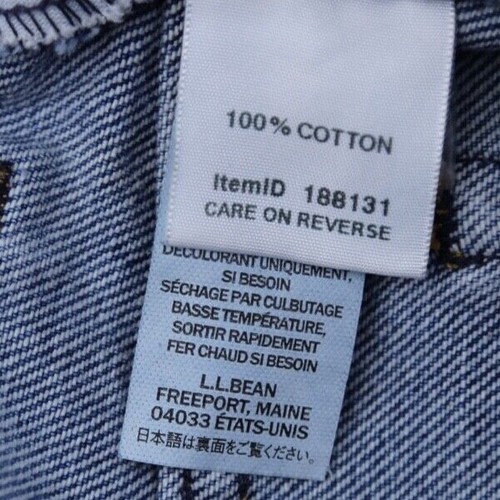 100% COTTON
ItemID 188131
CARE ON REVERSE
DÉCOLORANT UNIQUEMENT,
SI BESOIN
SÉCHAGE PAR CULBUTAGE
BASSE TEMPÉRATURE,
SORTIR RAPIDEMENT
FER CHAUD SI BESOIN
L.L.BEAN
FREEPORT, MAINE
04033 ÉTATS-UNIS
日本語は裏面をご覧ください。